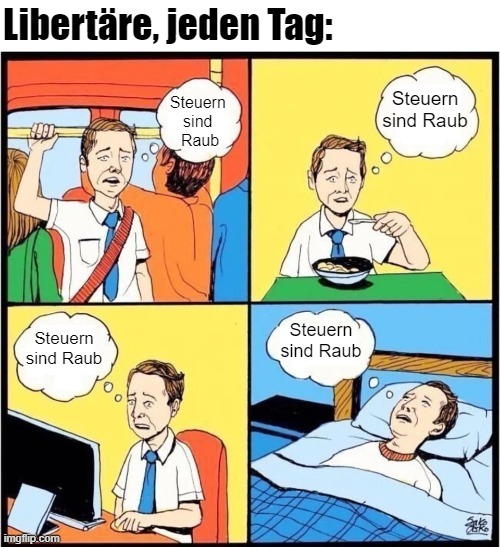 Libertäre, jeden Tag:
Steuern
sind
Raub
Steuern
sind Raub
Steuern
sind Raub
Steuern
sind Raub
imgflip.com